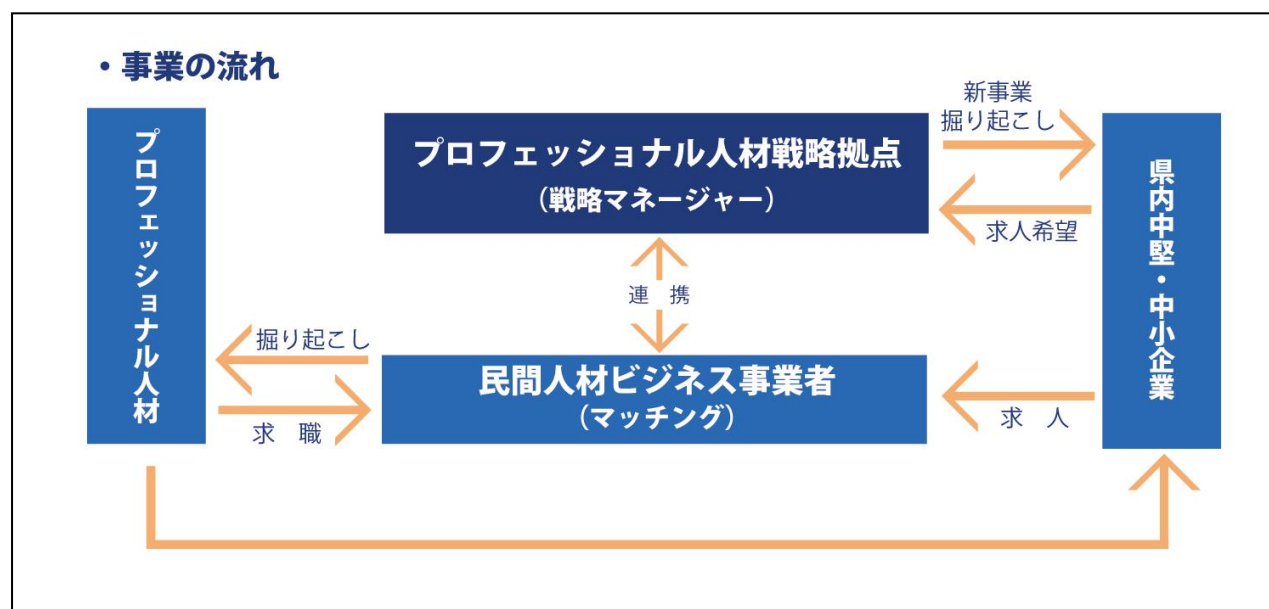 ・事業の流れ
プロフェッショナル人材
プロフェッショナル人材戦略拠点
（戦略マネージャー）
新事業
掘り起こし
求人希望
県内中堅・中小企業
連　携
掘り起こし
求　職
民間人材ビジネス事業者
（マッチング）
求　人